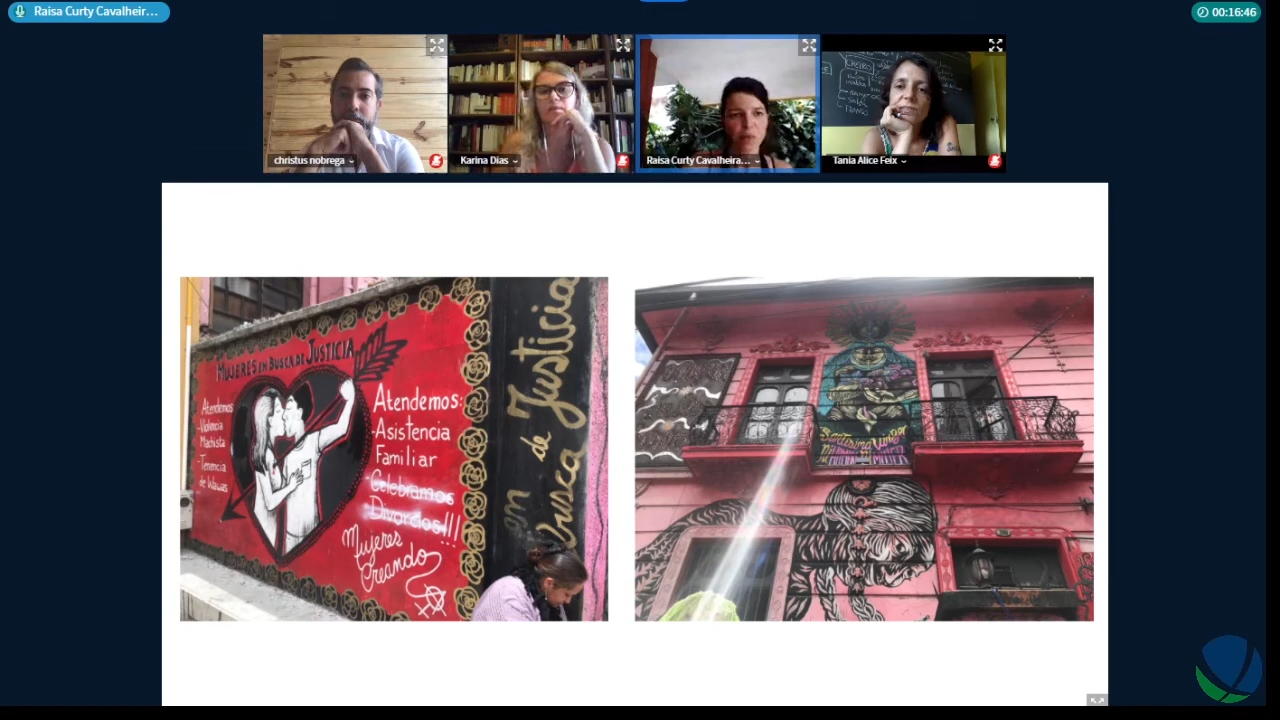 Raisa Curty Cavalheir...
00:16:46
christus nobrega
Karina Dias
Raisa Curty Cavalheira...
Tania Alice Feix
MUJERES EN BUSCA DE JUSTICIA
Atendemos
-Violencia
Machista
-Tenencia
de Wawas
Atendemos:
-Asistencia
Familiar
-Celebramos
Divorcios!!!
Mujeres
Creando
en Busca de Justicia